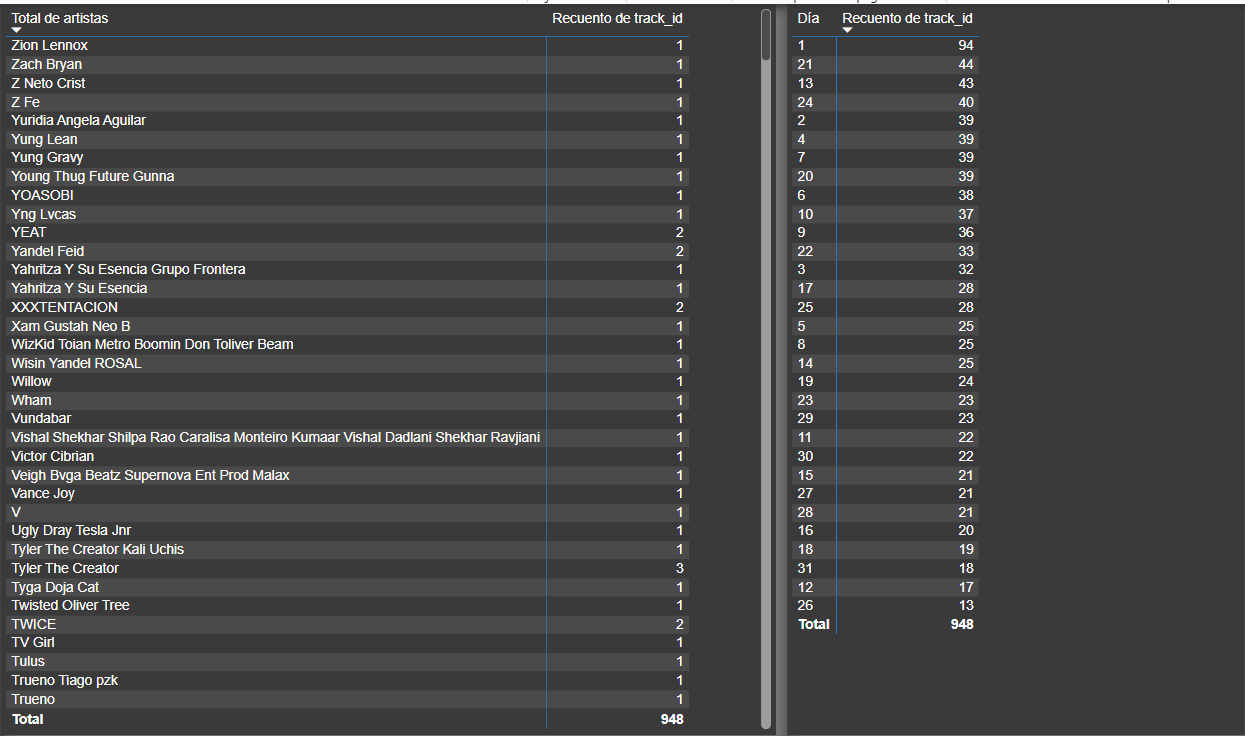 Total de artistas Recuento de track_id
Zion Lennox 1
Zach Bryan 1
Z Neto Crist 1
Z Fe 1
Yuridia Angela Aguilar 1
Yung Lean 1
Yung Gravy 1
Young Thug Future Gunna 1
YOASOBI 1
Yng Lvcas 1
YEAT 2
Yandel Feid 2
Yahritza Y Su Esencia Grupo Frontera 1
Yahritza Y Su Esencia 1
XXXTENTACION 2
Xam Gustah Neo B 1
WizKid Toian Metro Boomin Don Toliver Beam 1
Wisin Yandel ROSAL 1
Willow 1
Wham 1
Vundabar 1
Vishal Shekhar Shilpa Rao Caralisa Monteiro Kumaar Vishal Dadlani Shekhar Ravjiani 1
Victor Cibrian 1
Veigh Bvga Beatz Supernova Ent Prod Malax 1
Vance Joy 1
V 1
Ugly Dray Tesla Jnr 1
Tyler The Creator Kali Uchis 1
Tyler The Creator 3
Tyga Doja Cat 1
Twisted Oliver Tree 1
TWICE 2
TV Girl 1
Tulus 1
Trueno Tiago pzk 1
Trueno 1
Total 948
Día Recuento de track_id
1 94
21 44
13 43
24 40
2 39
4 39
7 39
20 39
6 38
10 37
9 36
22 33
3 32
17 28
25 28
5 25
8 25
14 25
19 24
23 23
29 23
11 22
30 22
15 21
27 21
28 21
16 20
18 19
31 18
12 17
26 13
Total 948